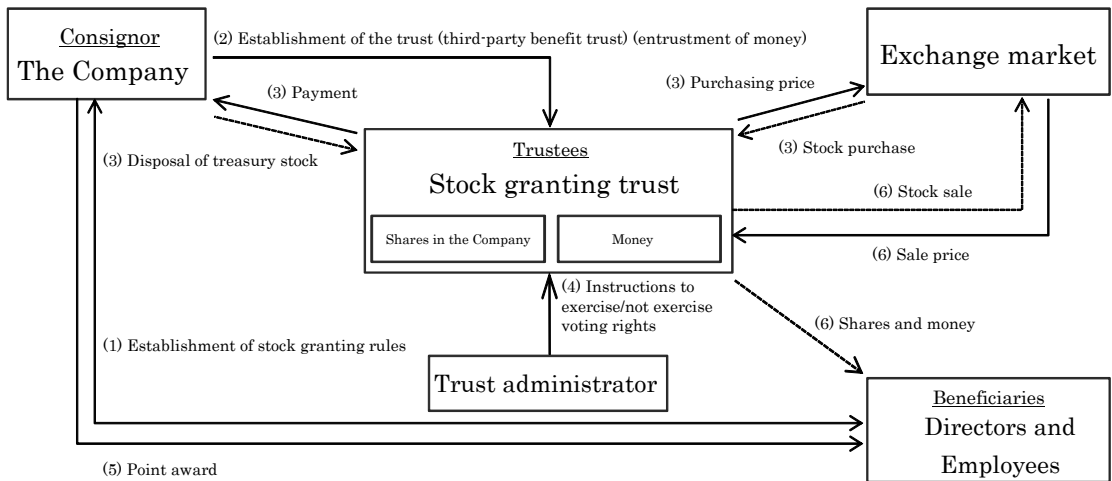 Consignor
The Company
(2) Establishment of the trust (third-party benefit trust) (entrustment of money)
Exchange market
(3) Payment
(3) Purchasing price
(3) Disposal of treasury stock
(3) Stock purchase
Trustees
Stock granting trust
Shares in the Company
Money
(6) Stock sale
(6) Sale price
(4) Instructions to
exercise/not exercise
voting rights
(6) Shares and money
(1) Establishment of stock granting rules
Trust administrator
Beneficiaries
Directors and
Employees
(5) Point award